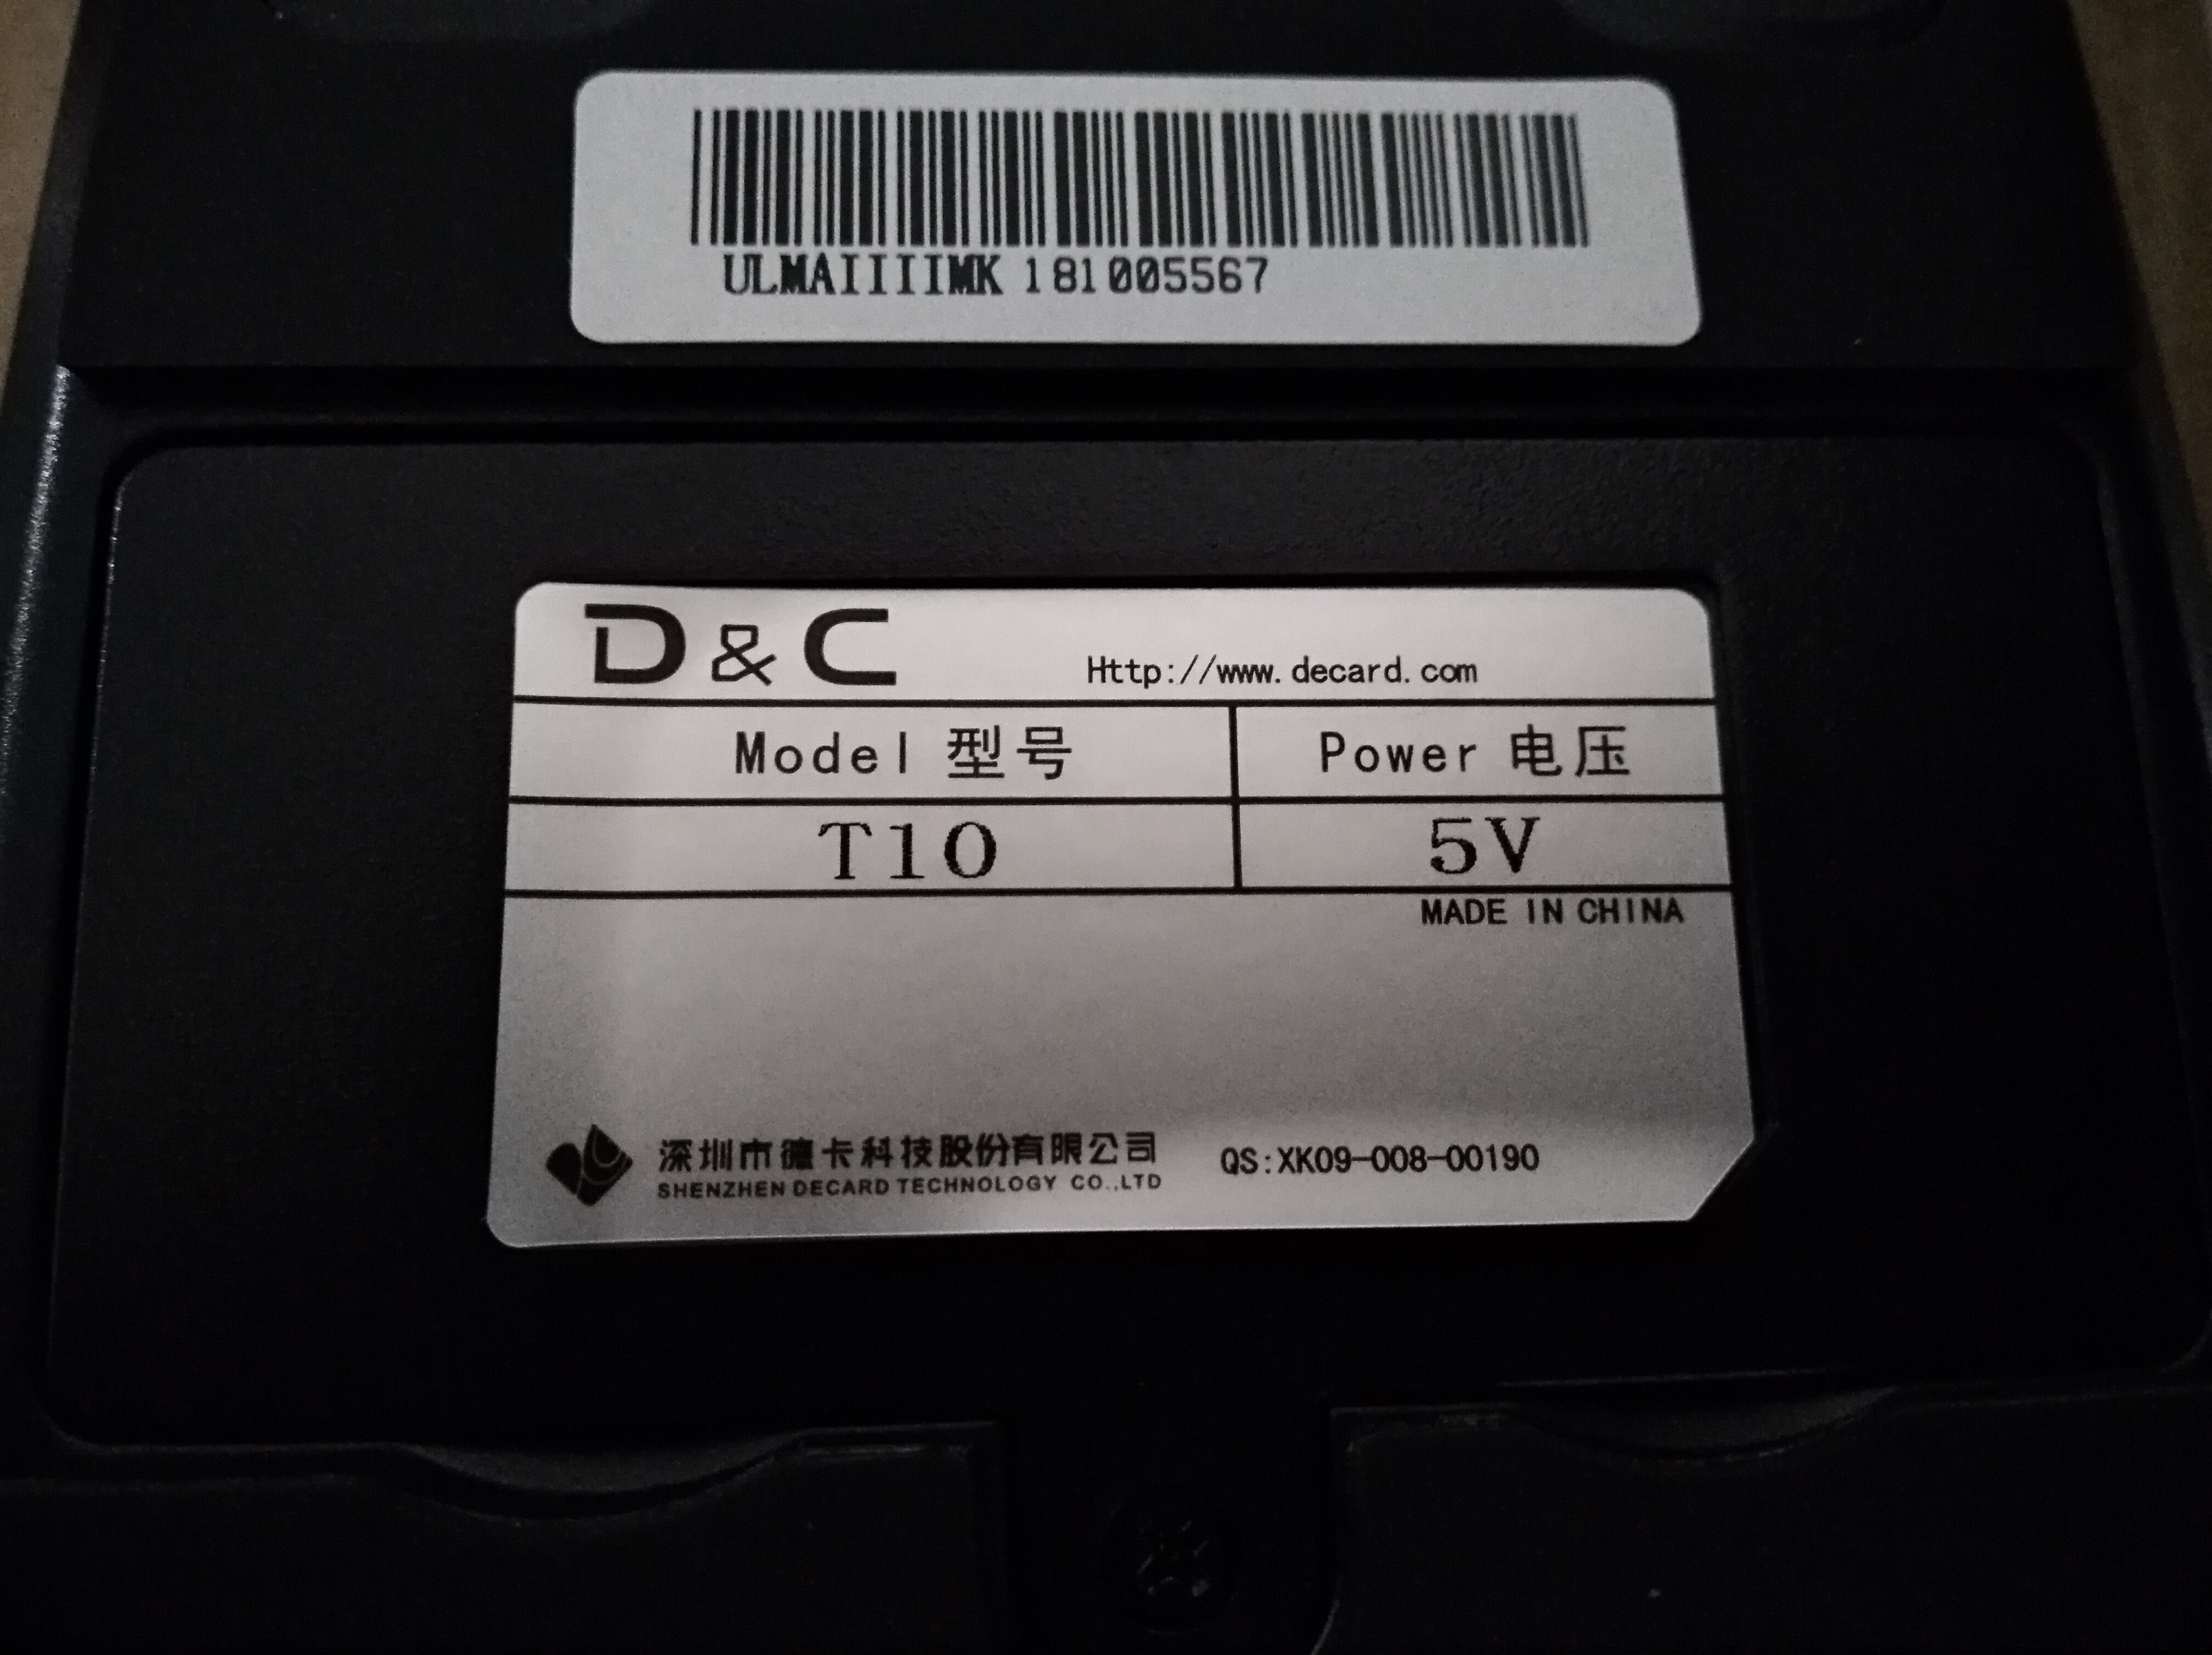 ULMAIIIIMK 181005567
D&C Http://www.decard.com
Model 型号 Power 电压
T10 5V
MADE IN CHINA
深圳市德卡科技股份有限公司
SHENZHEN DECARD TECHNOLOGY CO.,LTD
QS:XK09-008-00190